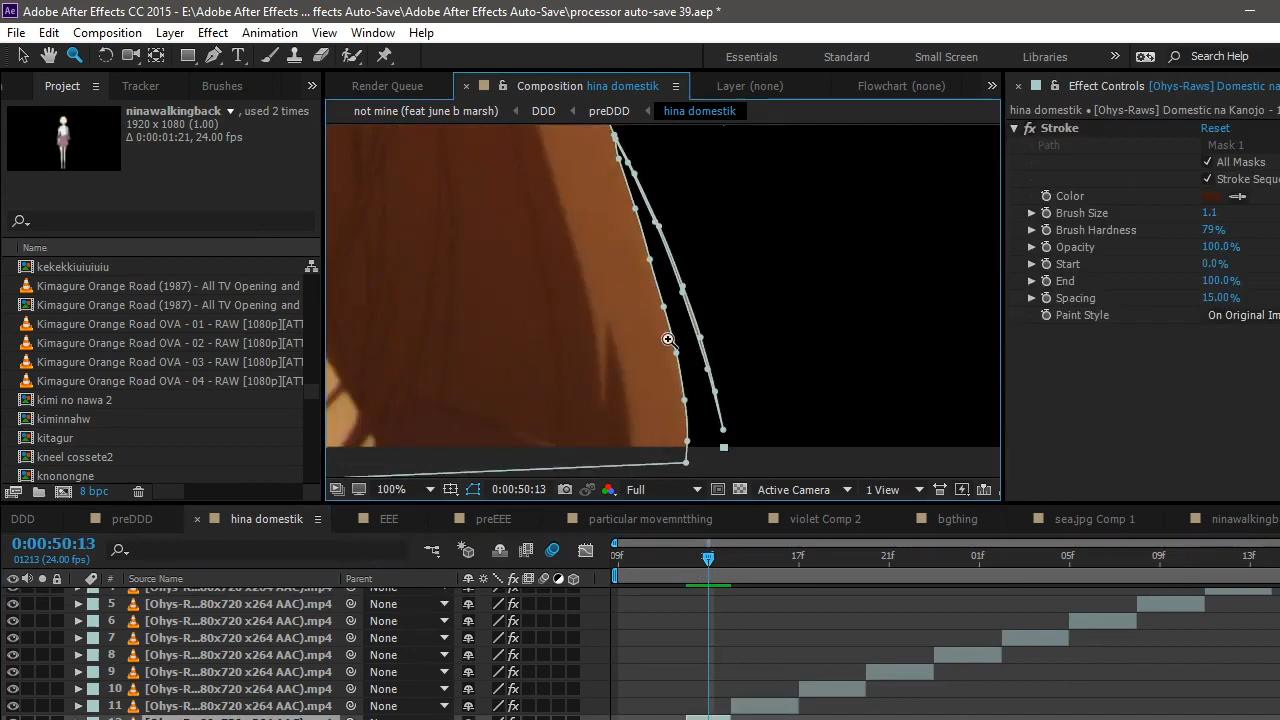 Adobe After Effects CC 2015 - E:\Adobe After Effects ... ffects Auto-Save\Adobe After Effects Auto-Save\processor auto-save 39.aep *
File Edit Composition Layer Effect Animation View Window Help
Essentials Standard Small Screen Libraries Search Help
Project Tracker Brushes
Render Queue Composition hina domestik Layer (none) Flowchart (none)
Effect Controls [Ohys-Raws] Domestic na
not mine (feat june b marsh) DDD preDDD hina domestik
hina domestik • [Ohys-Raws] Domestic na Kanojo -
ninawalkingback , used 2 times
1920 x 1080 (1.00)
Δ 0:00:01:21, 24.00 fps
fx Stroke Reset
Path Mask 1
All Masks
Stroke Seque
Color
Brush Size 1.1
Brush Hardness 79%
Opacity 100.0%
Start 0.0%
End 100.0%
Spacing 15.00%
Paint Style On Original Im
Name
kekekkiuiuiuiu
Kimagure Orange Road (1987) - All TV Opening and
Kimagure Orange Road (1987) - All TV Opening and
Kimagure Orange Road OVA - 01 - RAW [1080p][ATT
Kimagure Orange Road OVA - 02 - RAW [1080p][ATT
Kimagure Orange Road OVA - 03 - RAW [1080p][ATT
Kimagure Orange Road OVA - 04 - RAW [1080p][ATT
kimi no nawa 2
kiminnahw
kitagur
kneel cossete2
knonongne
8 bpc
100% 0:00:50:13 Full Active Camera 1 View
DDD preDDD hina domestik EEE preEEE particular movemntthing violet Comp 2 bgthing sea.jpg Comp 1 ninawalkingb
0:00:50:13
01213 (24.00 fps)
09f 17f 21f 01f 05f 09f 13f
# Source Name Parent
[Ohys-R...80x720 x264 AAC).mp4 None
5 [Ohys-R...80x720 x264 AAC).mp4 None
6 [Ohys-R...80x720 x264 AAC).mp4 None
7 [Ohys-R...80x720 x264 AAC).mp4 None
8 [Ohys-R...80x720 x264 AAC).mp4 None
9 [Ohys-R...80x720 x264 AAC).mp4 None
10 [Ohys-R...80x720 x264 AAC).mp4 None
11 [Ohys-R...80x720 x264 AAC).mp4 None